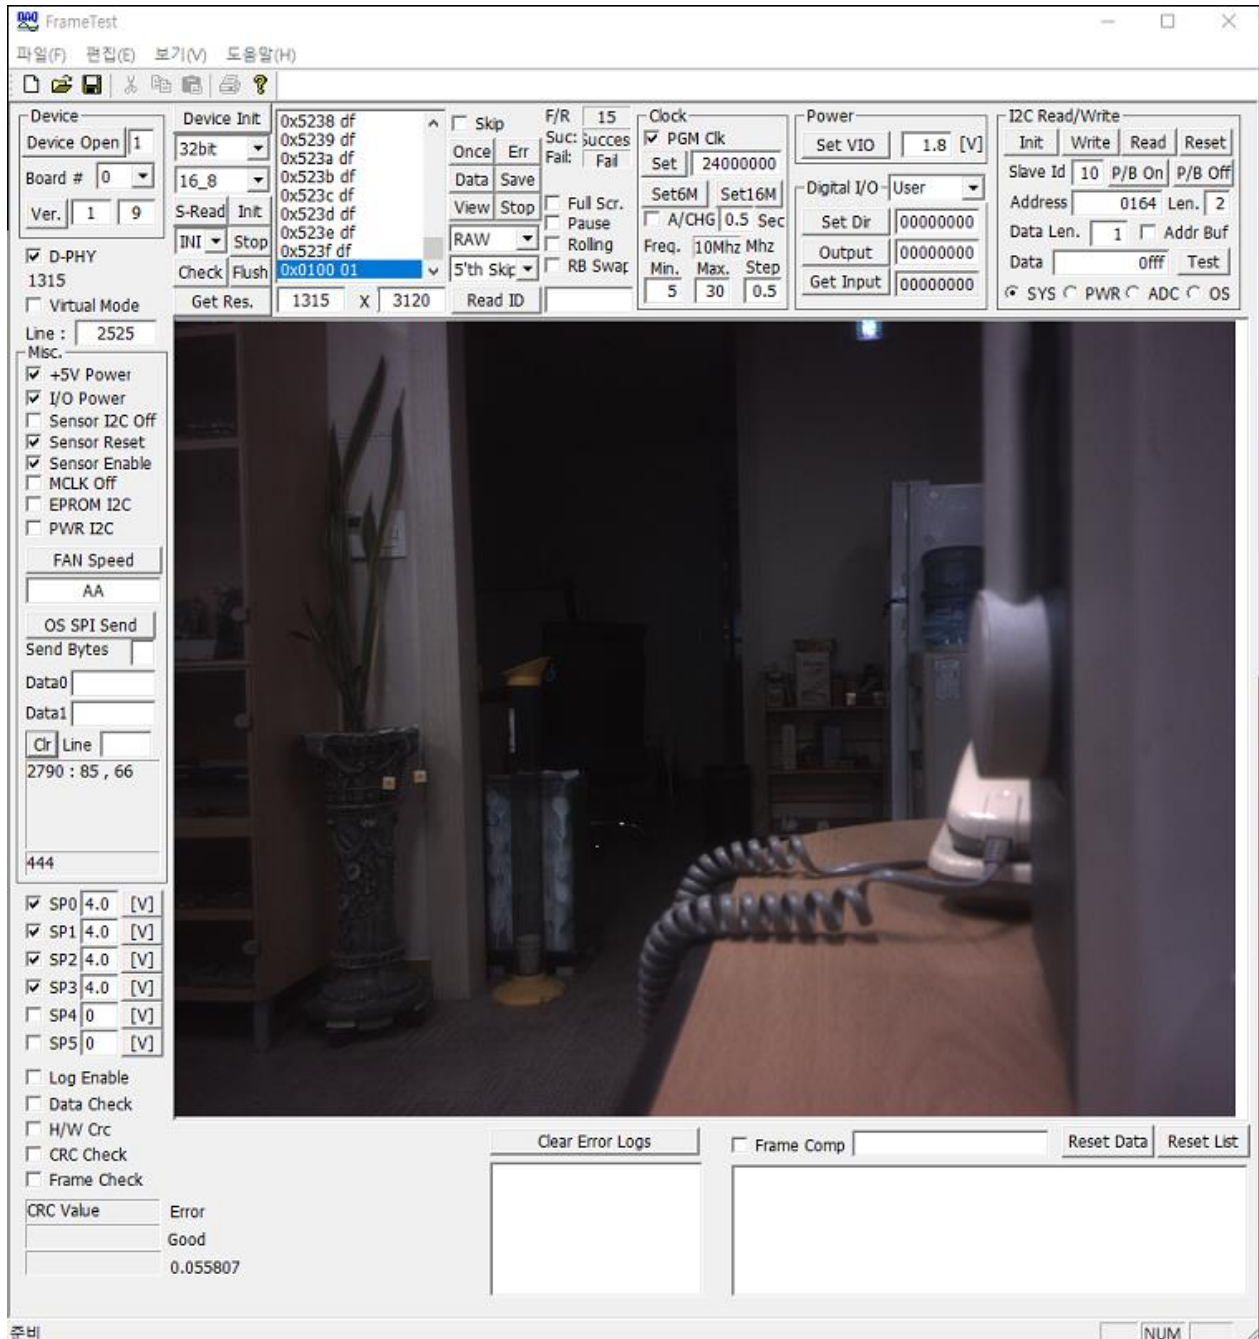 FrameTest
파일(F) 편집(E) 보기(V) 도움말(H)
Device
Device Open 1
Board # 0
Ver. 1 9
D-PHY
1315
Virtual Mode
Line : 2525
Misc.
+5V Power
I/O Power
Sensor I2C Off
Sensor Reset
Sensor Enable
MCLK Off
EPROM I2C
PWR I2C
FAN Speed
AA
OS SPI Send
Send Bytes
Data0
Data1
Clr Line
2790 : 85 , 66
444
SP0 4.0 [V]
SP1 4.0 [V]
SP2 4.0 [V]
SP3 4.0 [V]
SP4 0 [V]
SP5 0 [V]
Log Enable
Data Check
H/W Crc
CRC Check
Frame Check
CRC Value Error
Good
0.055807
Device Init
32bit
16_8
S-Read Init
INI Stop
Check Flush
Get Res. 1315 X 3120
0x5238 df
0x5239 df
0x523a df
0x523b df
0x523c df
0x523d df
0x523e df
0x523f df
0x0100 01
Skip
Once Err
Data Save
View Stop
RAW
5'th Skip
Read ID
F/R 15
Suc: Succes
Fail: Fail
Full Scr.
Pause
Rolling
RB Swap
Clock
PGM Clk
Set 24000000
Set6M Set16M
A/CHG 0.5 Sec
Freq. 10Mhz Mhz
Min. Max. Step
5 30 0.5
Power
Set VIO 1.8 [V]
Digital I/O User
Set Dir 00000000
Output 00000000
Get Input 00000000
I2C Read/Write
Init Write Read Reset
Slave Id 10 P/B On P/B Off
Address 0164 Len. 2
Data Len. 1 Addr Buf
Data 0fff Test
SYS PWR ADC OS
Clear Error Logs
Frame Comp Reset Data Reset List
준비 NUM